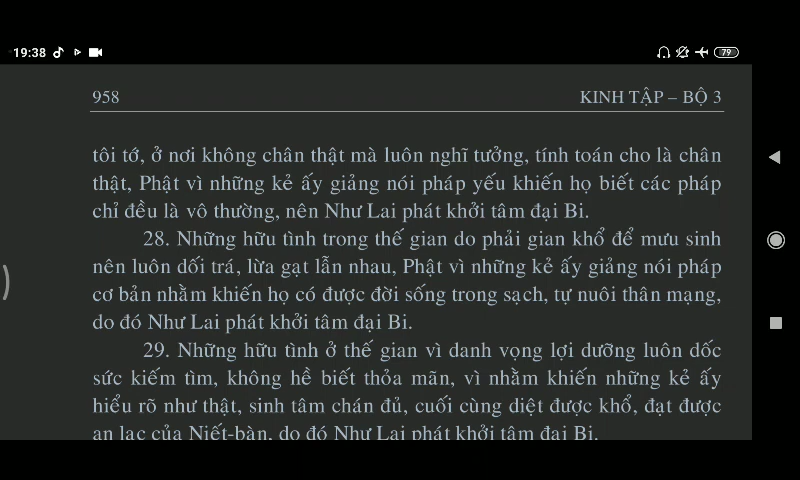 19:38
79
958 KINH TẬP – BỘ 3
tôi tớ, ở nơi không chân thật mà luôn nghĩ tưởng, tính toán cho là chân
thật, Phật vì những kẻ ấy giảng nói pháp yếu khiến họ biết các pháp
chỉ đều là vô thường, nên Như Lai phát khởi tâm đại Bi.
28. Những hữu tình trong thế gian do phải gian khổ để mưu sinh
nên luôn dối trá, lừa gạt lẫn nhau, Phật vì những kẻ ấy giảng nói pháp
cơ bản nhằm khiến họ có được đời sống trong sạch, tự nuôi thân mạng,
do đó Như Lai phát khởi tâm đại Bi.
29. Những hữu tình ở thế gian vì danh vọng lợi dưỡng luôn dốc
sức kiếm tìm, không hề biết thỏa mãn, vì nhằm khiến những kẻ ấy
hiểu rõ như thật, sinh tâm chán đủ, cuối cùng diệt được khổ, đạt được
an lạc của Niết-bàn, do đó Như Lai phát khởi tâm đại Bi.